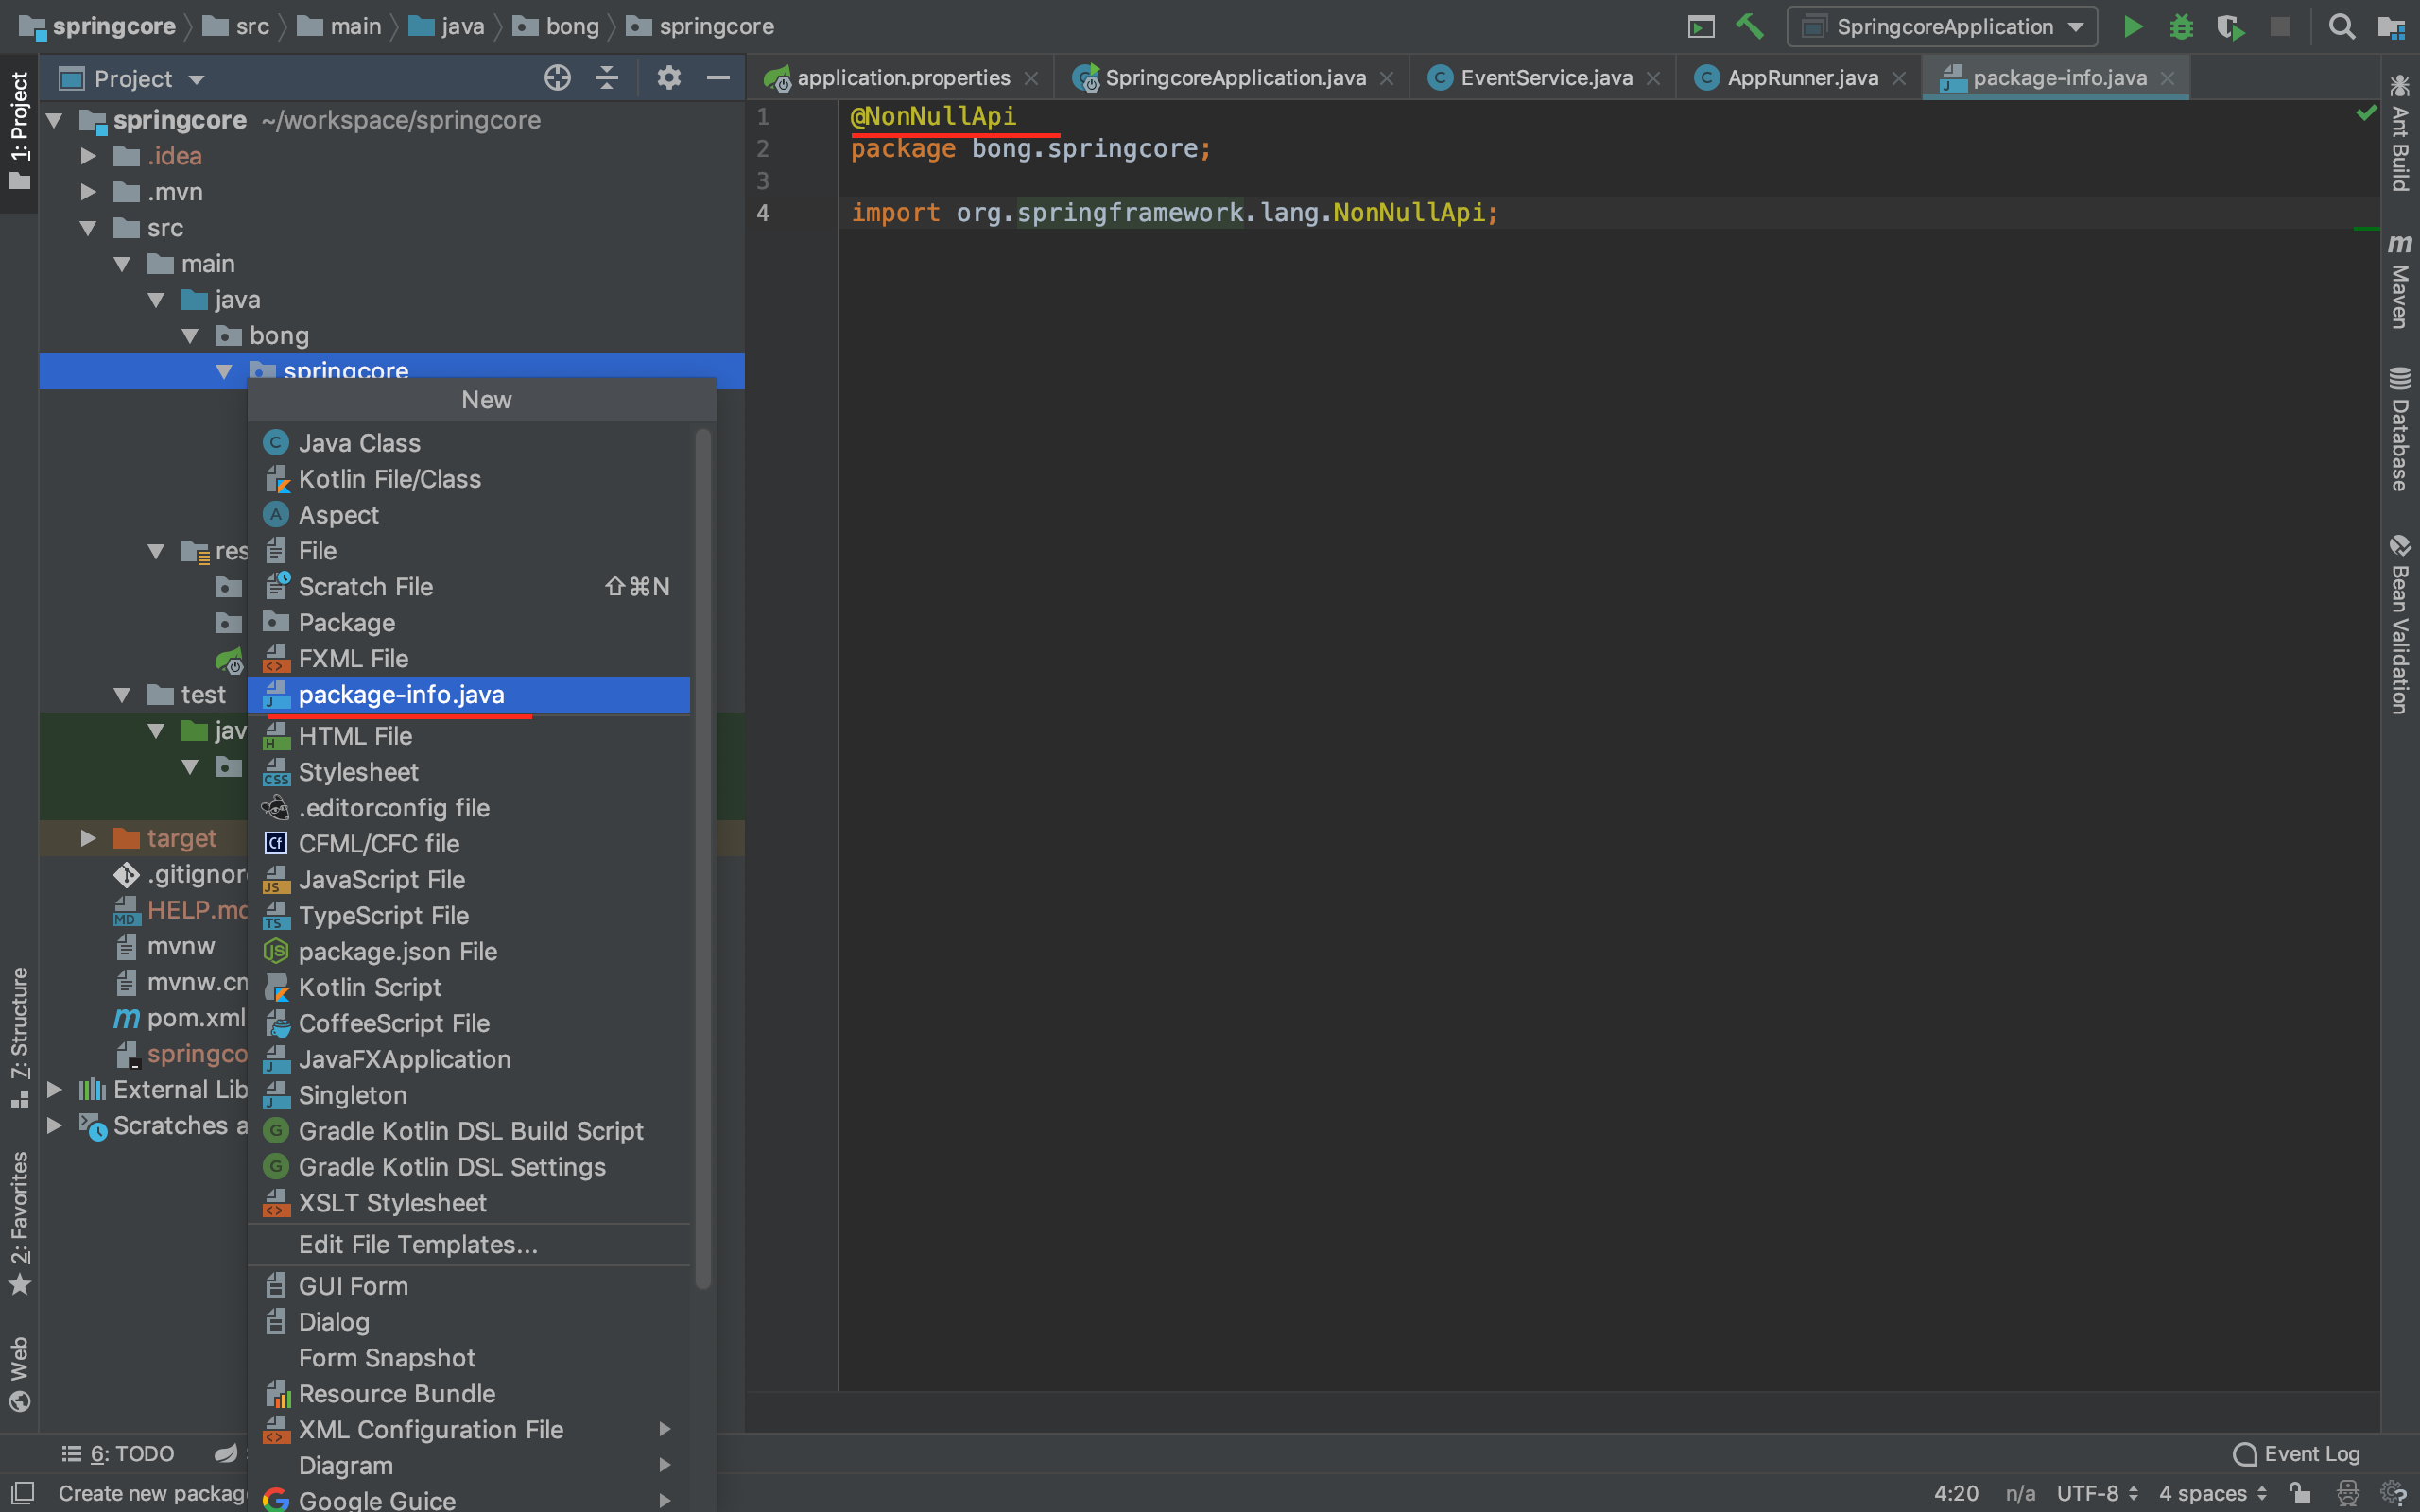 springcore src main java bong springcore
SpringcoreApplication
Project
application.properties SpringcoreApplication.java EventService.java AppRunner.java package-info.java
1: Project
7: Structure
2: Favorites
Web
springcore ~/workspace/springcore
.idea
.mvn
src
main
java
bong
springcore
res
test
jav
target
.gitignor
HELP.md
mvnw
mvnw.cm
pom.xml
springco
External Lib
Scratches a
New
Java Class
Kotlin File/Class
Aspect
File
Scratch File ⇧⌘N
Package
FXML File
package-info.java
HTML File
Stylesheet
.editorconfig file
CFML/CFC file
JavaScript File
TypeScript File
package.json File
Kotlin Script
CoffeeScript File
JavaFXApplication
Singleton
Gradle Kotlin DSL Build Script
Gradle Kotlin DSL Settings
XSLT Stylesheet
Edit File Templates...
GUI Form
Dialog
Form Snapshot
Resource Bundle
XML Configuration File
Diagram
Google Guice
1 @NonNullApi
2 package bong.springcore;
3
4 import org.springframework.lang.NonNullApi;
Ant Build
Maven
Database
Bean Validation
6: TODO
Event Log
Create new packag
4:20 n/a UTF-8 4 spaces